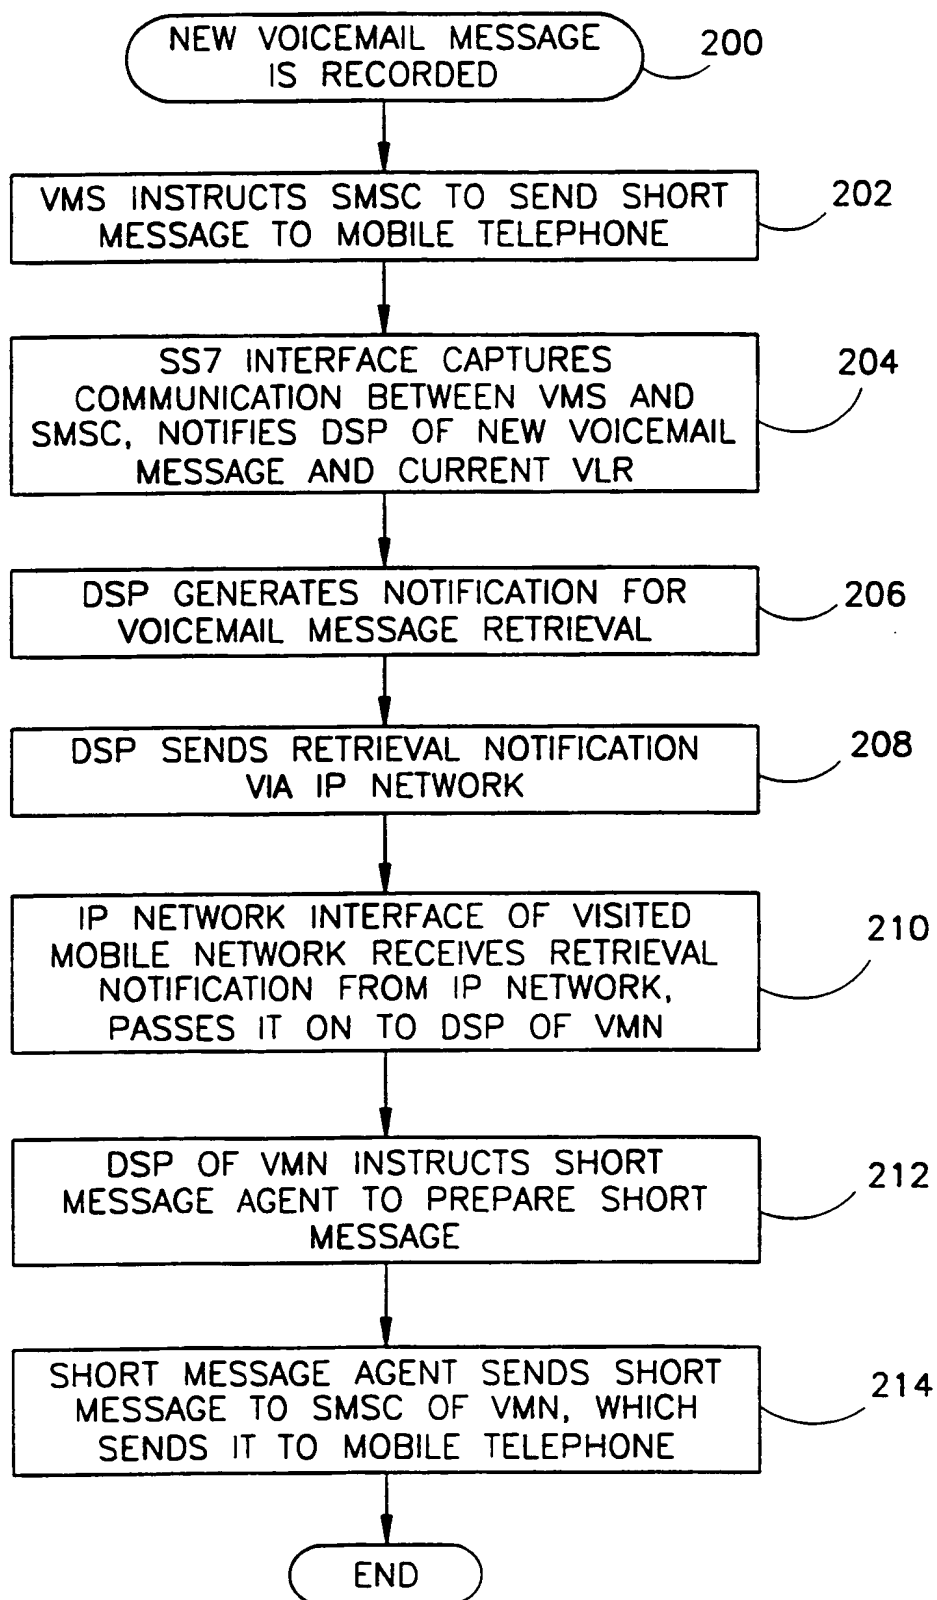 NEW VOICEMAIL MESSAGE
IS RECORDED
200
VMS INSTRUCTS SMSC TO SEND SHORT
MESSAGE TO MOBILE TELEPHONE
202
SS7 INTERFACE CAPTURES
COMMUNICATION BETWEEN VMS AND
SMSC, NOTIFIES DSP OF NEW VOICEMAIL
MESSAGE AND CURRENT VLR
204
DSP GENERATES NOTIFICATION FOR
VOICEMAIL MESSAGE RETRIEVAL
206
DSP SENDS RETRIEVAL NOTIFICATION
VIA IP NETWORK
208
IP NETWORK INTERFACE OF VISITED
MOBILE NETWORK RECEIVES RETRIEVAL
NOTIFICATION FROM IP NETWORK,
PASSES IT ON TO DSP OF VMN
210
DSP OF VMN INSTRUCTS SHORT
MESSAGE AGENT TO PREPARE SHORT
MESSAGE
212
SHORT MESSAGE AGENT SENDS SHORT
MESSAGE TO SMSC OF VMN, WHICH
SENDS IT TO MOBILE TELEPHONE
214
END